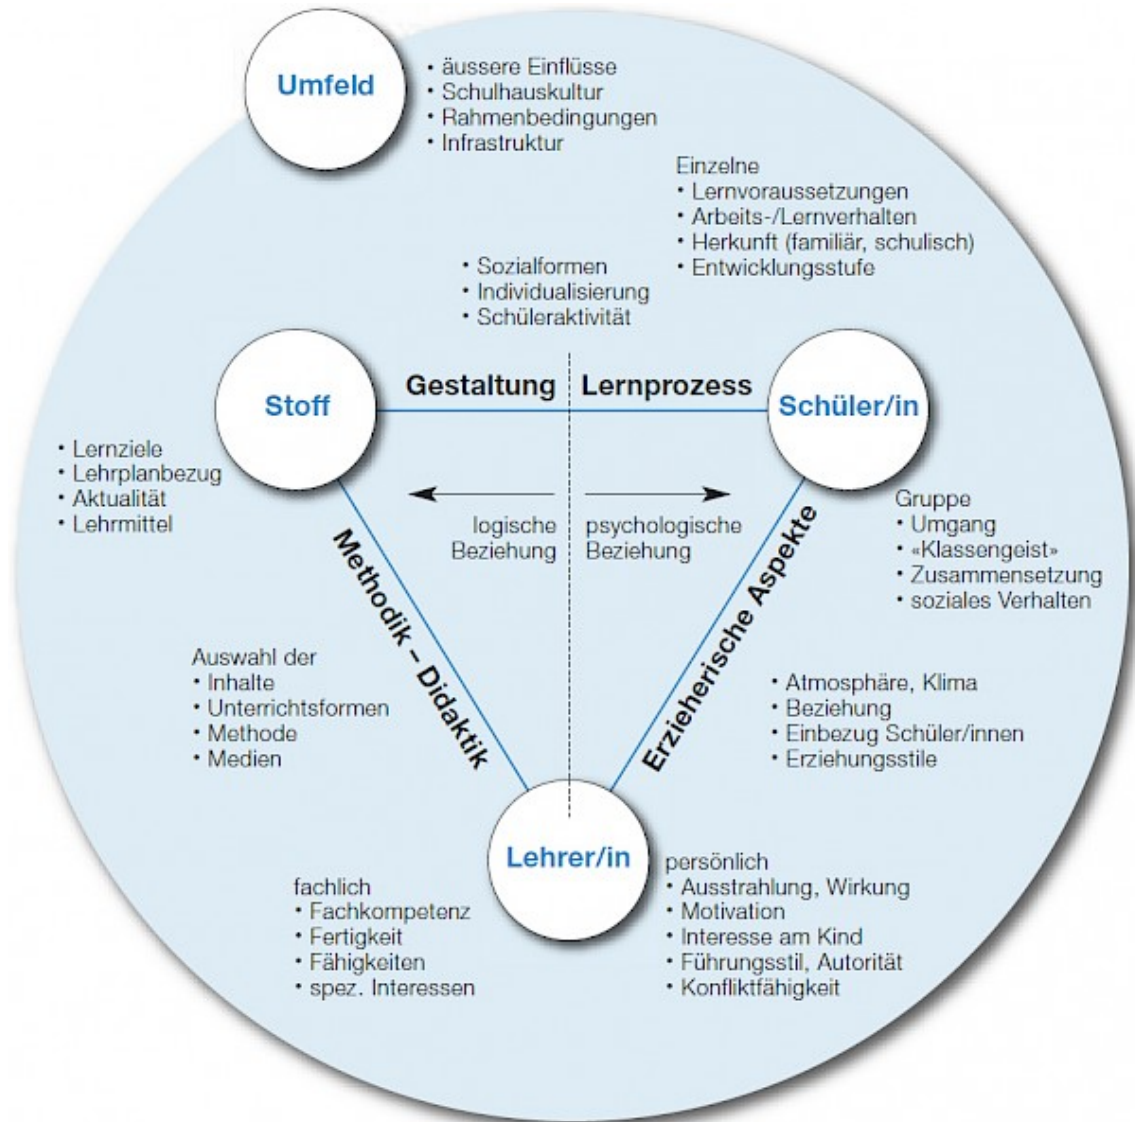 Umfeld
• äussere Einflüsse
• Schulhauskultur
• Rahmenbedingungen
• Infrastruktur
Einzelne
• Lernvoraussetzungen
• Arbeits-/Lernverhalten
• Herkunft (familiär, schulisch)
• Entwicklungsstufe
• Sozialformen
• Individualisierung
• Schüleraktivität
Stoff
Gestaltung
Lernprozess
Schüler/in
• Lernziele
• Lehrplanbezug
• Aktualität
• Lehrmittel
logische
Beziehung
psychologische
Beziehung
Gruppe
• Umgang
• «Klassengeist»
• Zusammensetzung
• soziales Verhalten
Methodik – Didaktik
Erzieherische Aspekte
Auswahl der
• Inhalte
• Unterrichtsformen
• Methode
• Medien
• Atmosphäre, Klima
• Beziehung
• Einbezug Schüler/innen
• Erziehungsstile
Lehrer/in
fachlich
• Fachkompetenz
• Fertigkeit
• Fähigkeiten
• spez. Interessen
persönlich
• Ausstrahlung, Wirkung
• Motivation
• Interesse am Kind
• Führungsstil, Autorität
• Konfliktfähigkeit